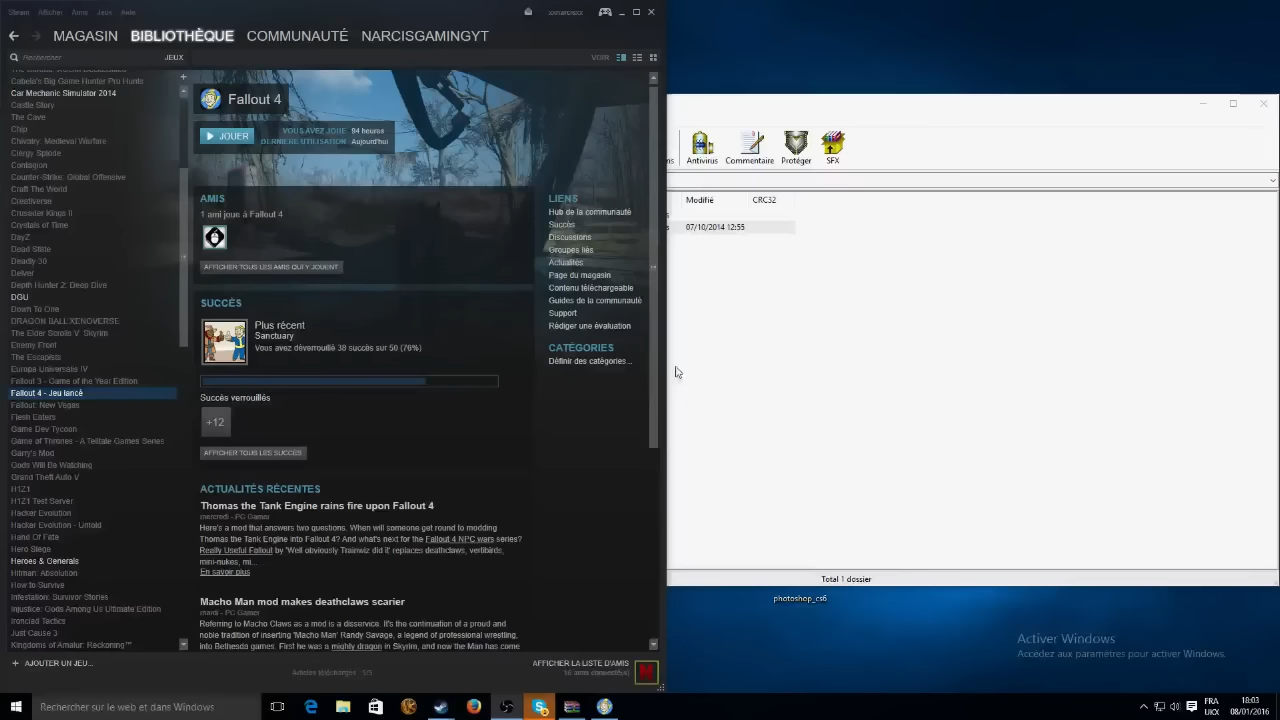 Steam Afficher Amis Jeux Aide
MAGASIN BIBLIOTHÈQUE COMMUNAUTÉ NARCISGAMINGYT
Rechercher JEUX
VOIR
Cabela's Big Game Hunter Pro Hunts
Car Mechanic Simulator 2014
Castle Story
The Cave
Chip
Chivalry: Medieval Warfare
Clergy Splode
Contagion
Counter-Strike: Global Offensive
Craft The World
Creativerse
Crusader Kings II
Crystals of Time
DayZ
Dead State
Deadly 30
Delver
Depth Hunter 2: Deep Dive
DGU
Down To One
DRAGON BALL XENOVERSE
The Elder Scrolls V: Skyrim
Enemy Front
The Escapists
Europa Universalis IV
Fallout 3 - Game of the Year Edition
Fallout 4 - Jeu lancé
Fallout: New Vegas
Flesh Eaters
Game Dev Tycoon
Game of Thrones - A Telltale Games Series
Garry's Mod
Gods Will Be Watching
Grand Theft Auto V
H1Z1
H1Z1 Test Server
Hacker Evolution
Hacker Evolution - Untold
Hand Of Fate
Hero Siege
Heroes & Generals
Hitman: Absolution
How to Survive
Infestation: Survivor Stories
Injustice: Gods Among Us Ultimate Edition
Ironclad Tactics
Just Cause 3
Kingdoms of Amalur: Reckoning™
+ AJOUTER UN JEU...
Fallout 4
JOUER
VOUS AVEZ JOUÉ 94 heures
DERNIÈRE UTILISATION Aujourd'hui
AMIS
1 ami joue à Fallout 4
AFFICHER TOUS LES AMIS QUI Y JOUENT
SUCCÈS
Plus récent
Sanctuary
Vous avez déverrouillé 38 succès sur 50 (76%)
Succès verrouillés
+12
AFFICHER TOUS LES SUCCÈS
ACTUALITÉS RÉCENTES
Thomas the Tank Engine rains fire upon Fallout 4
mercredi - PC Gamer
Here's a mod that answers two questions. When will someone get round to modding
Thomas the Tank Engine into Fallout 4? And what's next for the Fallout 4 NPC wars series?
Really Useful Fallout by 'Well obviously Trainwiz did it' replaces deathclaws, vertibirds,
mini-nukes, mi...
En savoir plus
Macho Man mod makes deathclaws scarier
mardi - PC Gamer
Referring to Macho Claws as a mod is a disservice. It's the continuation of a proud and
noble tradition of inserting 'Macho Man' Randy Savage, a legend of professional wrestling,
into Bethesda games. First he was a mighty dragon in Skyrim, and now the Man has come
LIENS
Hub de la communauté
Succès
Discussions
Groupes liés
Actualités
Page du magasin
Contenu téléchargeable
Guides de la communauté
Support
Rédiger une évaluation
CATÉGORIES
Définir des catégories...
Articles téléchargés : 5/5
AFFICHER LA LISTE D'AMIS
Antivirus Commentaire Protéger SFX
Modifié CRC32
07/10/2014 12:55
Total 1 dossier
photoshop_cs6
Activer Windows
Accédez aux paramètres pour activer Windows.
Rechercher sur le web et dans Windows
FRA
UIOX
18:03
08/01/2016